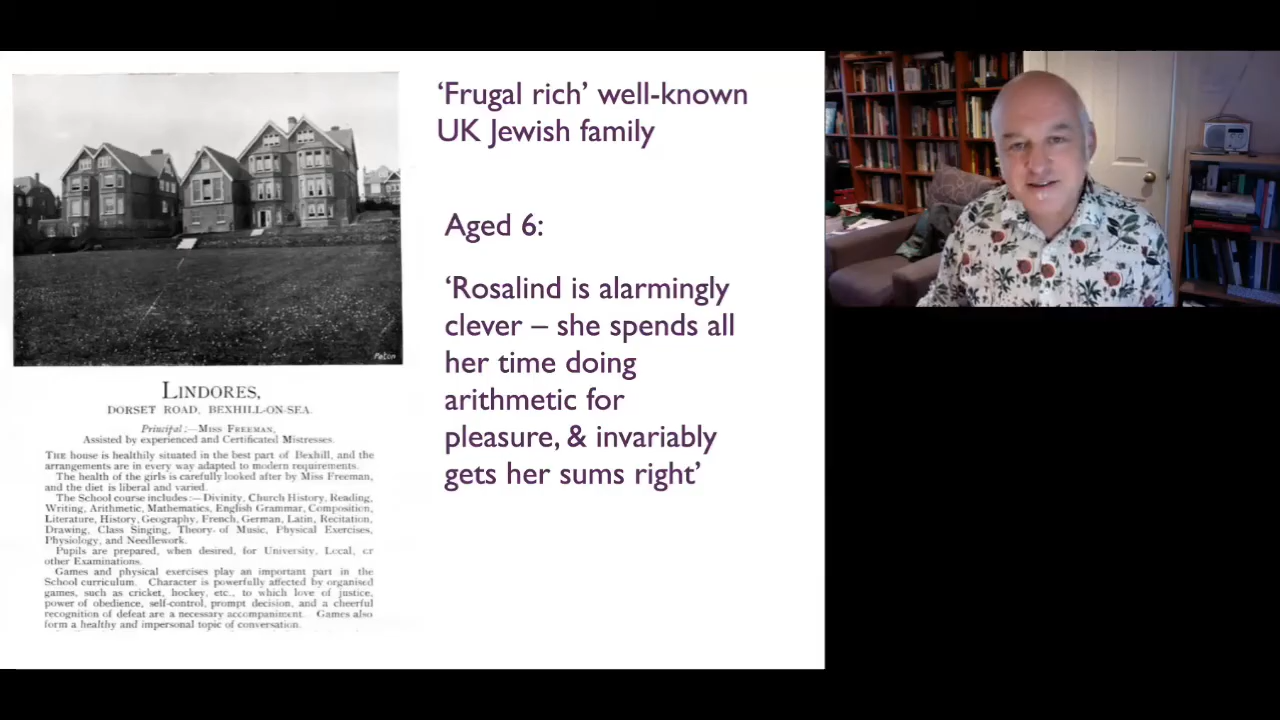 ‘Frugal rich’ well-known
UK Jewish family
Aged 6:
‘Rosalind is alarmingly
clever – she spends all
her time doing
arithmetic for
pleasure, & invariably
gets her sums right’
Paton
LINDORES,
DORSET ROAD, BEXHILL-ON-SEA.
Principal:—MISS FREEMAN,
Assisted by experienced and Certificated Mistresses.
THE house is healthily situated in the best part of Bexhill, and the
arrangements are in every way adapted to modern requirements.
The health of the girls is carefully looked after by Miss Freeman,
and the diet is liberal and varied.
The School course includes:—Divinity, Church History, Reading,
Writing, Arithmetic, Mathematics, English Grammar, Composition,
Literature, History, Geography, French, German, Latin, Recitation,
Drawing, Class Singing, Theory of Music, Physical Exercises,
Physiology, and Needlework.
Pupils are prepared, when desired, for University, Local, or
other Examinations.
Games and physical exercises play an important part in the
School curriculum. Character is powerfully affected by organised
games, such as cricket, hockey, etc., to which love of justice,
power of obedience, self-control, prompt decision, and a cheerful
recognition of defeat are a necessary accompaniment. Games also
form a healthy and impersonal topic of conversation.